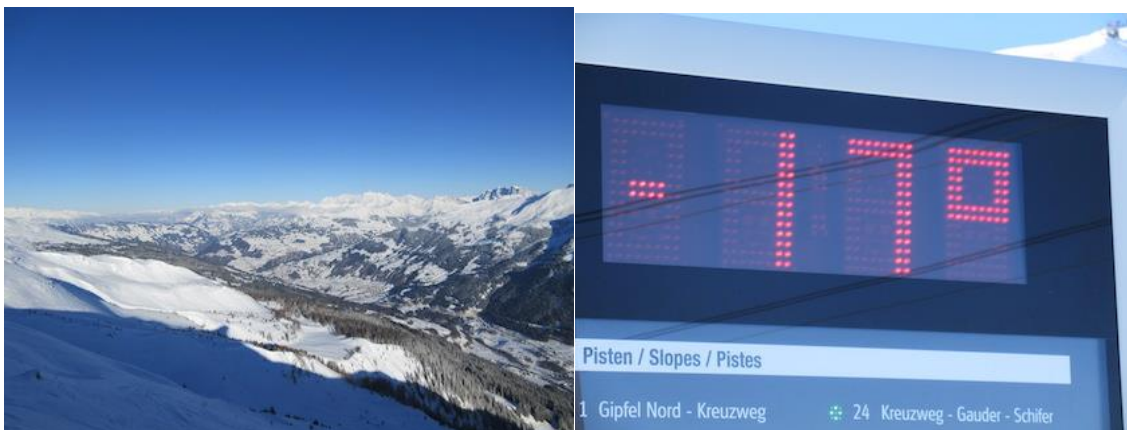 -17°
Pisten / Slopes / Pistes
1 Gipfel Nord - Kreuzweg
24 Kreuzweg - Gauder - Schifer